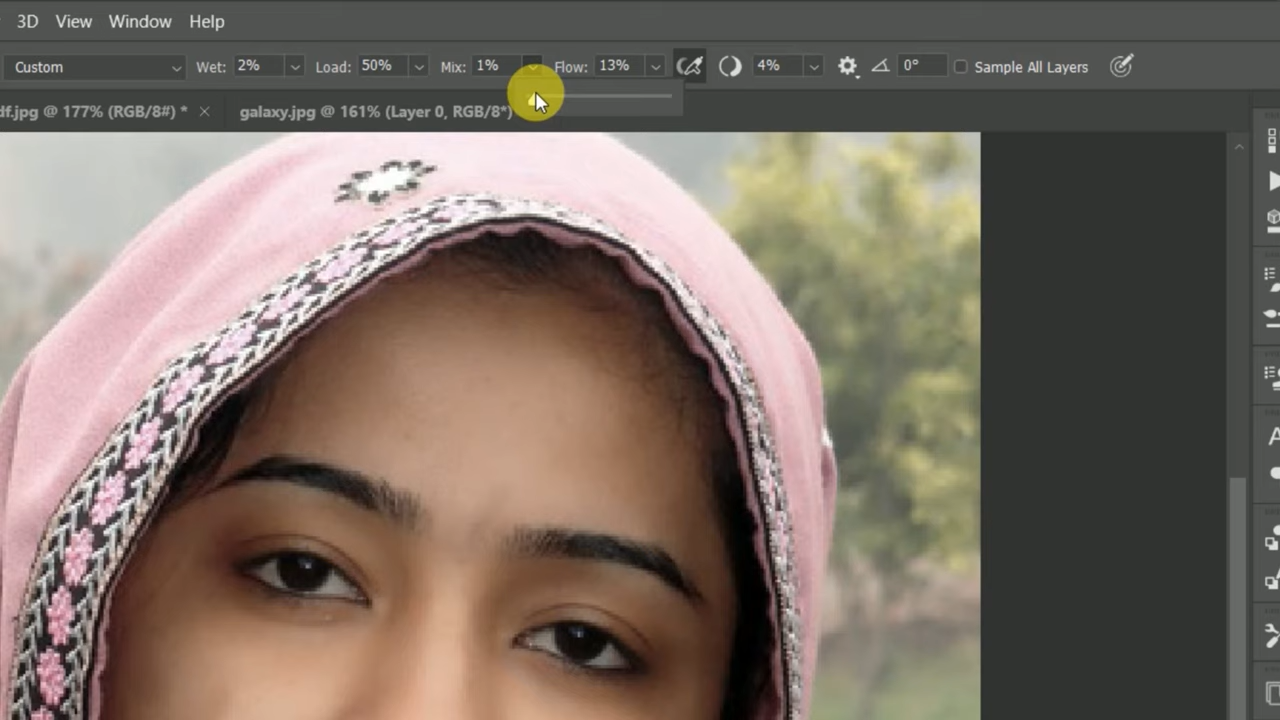 3D View Window Help
Custom Wet: 2% Load: 50% Mix: 1% Flow: 13% 4% 0° Sample All Layers
df.jpg @ 177% (RGB/8#) * × galaxy.jpg @ 161% (Layer 0, RGB/8*)